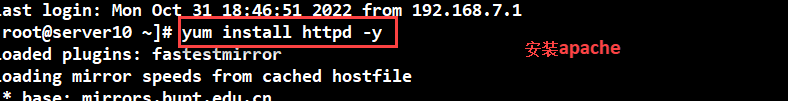 last login: Mon Oct 31 18:46:51 2022 from 192.168.7.1
root@server10 ~]# yum install httpd -y
安装apache
oaded plugins: fastestmirror
oading mirror speeds from cached hostfile
* base: mirrors.bupt.edu.cn